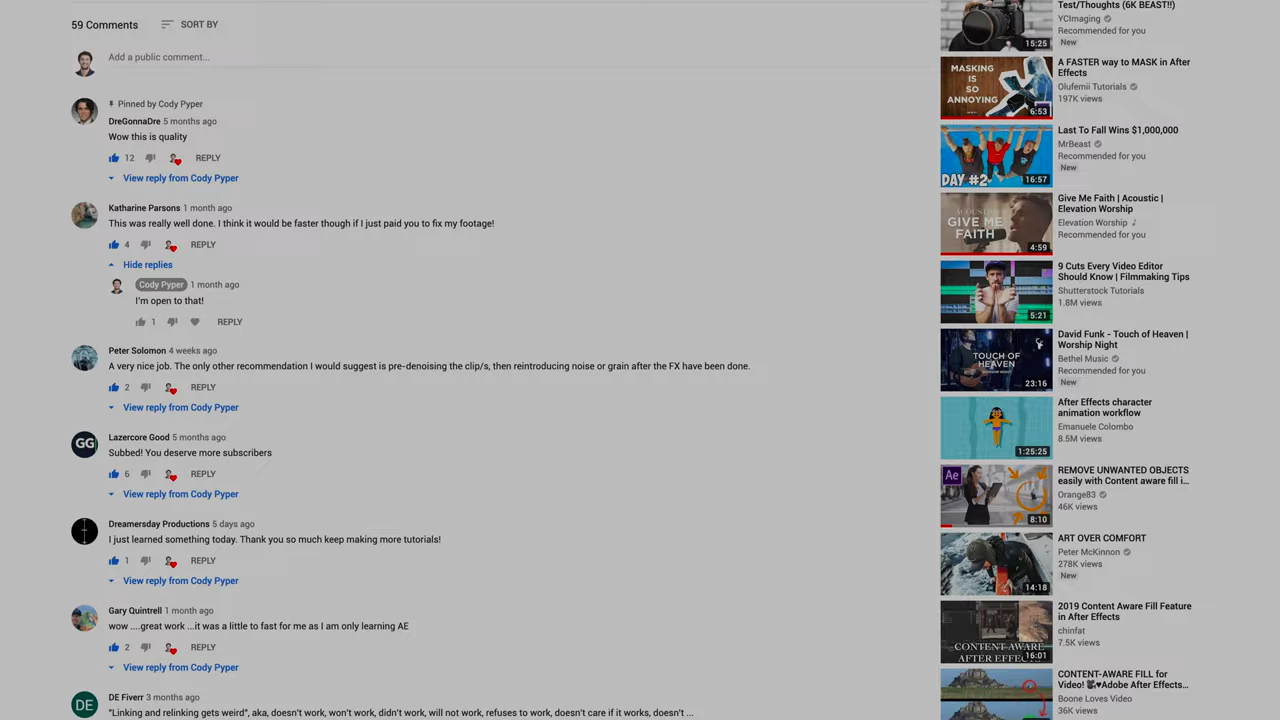 59 Comments
SORT BY
Add a public comment...
Pinned by Cody Pyper
DreGonnaDre 5 months ago
Wow this is quality
12 REPLY
View reply from Cody Pyper
Katharine Parsons 1 month ago
This was really well done. I think it would be faster though if I just paid you to fix my footage!
4 REPLY
Hide replies
Cody Pyper 1 month ago
I'm open to that!
1 REPLY
Peter Solomon 4 weeks ago
A very nice job. The only other recommendation I would suggest is pre-denoising the clip/s, then reintroducing noise or grain after the FX have been done.
2 REPLY
View reply from Cody Pyper
GG
Lazercore Good 5 months ago
Subbed! You deserve more subscribers
6 REPLY
View reply from Cody Pyper
Dreamersday Productions 5 days ago
I just learned something today. Thank you so much keep making more tutorials!
1 REPLY
View reply from Cody Pyper
Gary Quintrell 1 month ago
wow ....great work ...it was a little to fast for me as I am only learning AE
2 REPLY
View reply from Cody Pyper
DE
DE Fiverr 3 months ago
"Linking and relinking gets weird", aka, doesn't work, won't work, didn't work, will not work, refuses to work, doesn't care if it works, doesn't ...
15:25
Test/Thoughts (6K BEAST!!)
YCImaging
Recommended for you
New
MASKING
IS
SO
ANNOYING
6:53
A FASTER way to MASK in After
Effects
Olufemii Tutorials
197K views
DAY #2
16:57
Last To Fall Wins $1,000,000
MrBeast
Recommended for you
New
ACOUSTIC
GIVE ME
FAITH
4:59
Give Me Faith | Acoustic |
Elevation Worship
Elevation Worship
Recommended for you
5:21
9 Cuts Every Video Editor
Should Know | Filmmaking Tips
Shutterstock Tutorials
1.8M views
TOUCH OF
HEAVEN
23:16
David Funk - Touch of Heaven |
Worship Night
Bethel Music
Recommended for you
New
1:25:25
After Effects character
animation workflow
Emanuele Colombo
8.5M views
Ae
8:10
REMOVE UNWANTED OBJECTS
easily with Content aware fill i...
Orange83
46K views
14:18
ART OVER COMFORT
Peter McKinnon
278K views
New
CONTENT-AWARE
AFTER EFFECTS
16:01
2019 Content Aware Fill Feature
in After Effects
chinfat
7.5K views
CONTENT-AWARE FILL for
Video! 📽♥Adobe After Effects...
Boone Loves Video
36K views